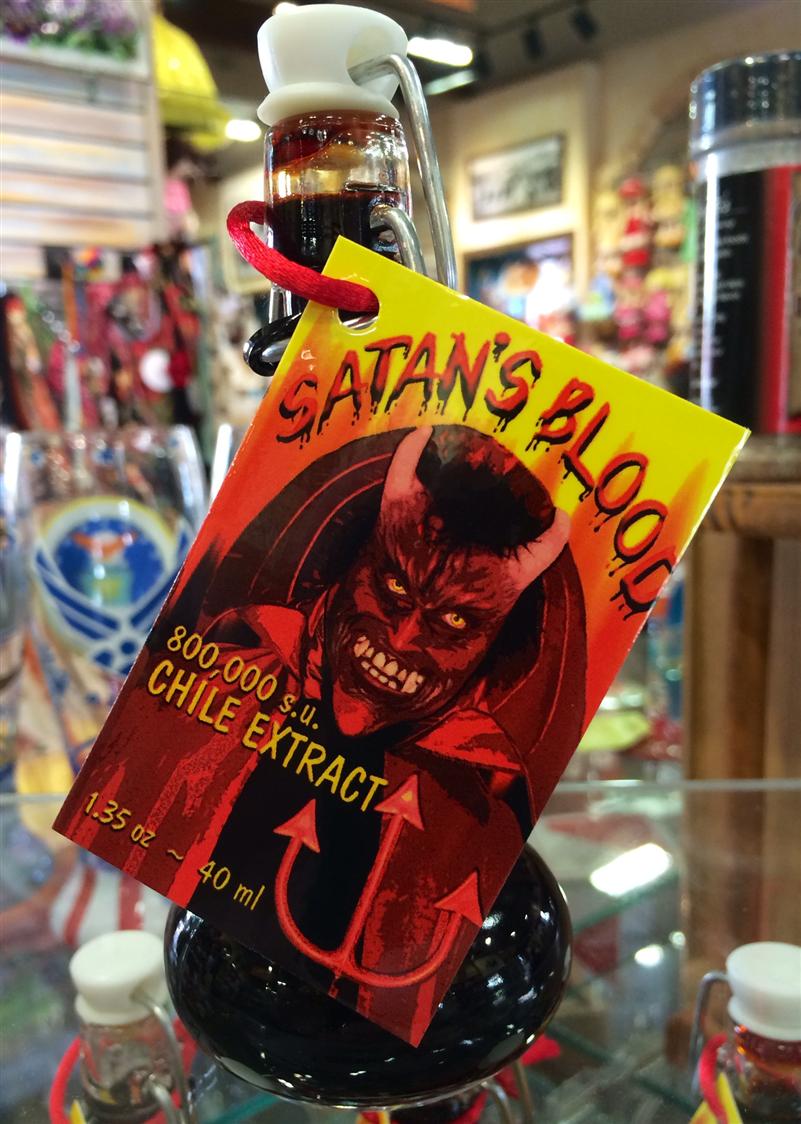 SATAN'S BLOOD
800,000 s.u.
CHILE EXTRACT
1.35 oz ~ 40 ml